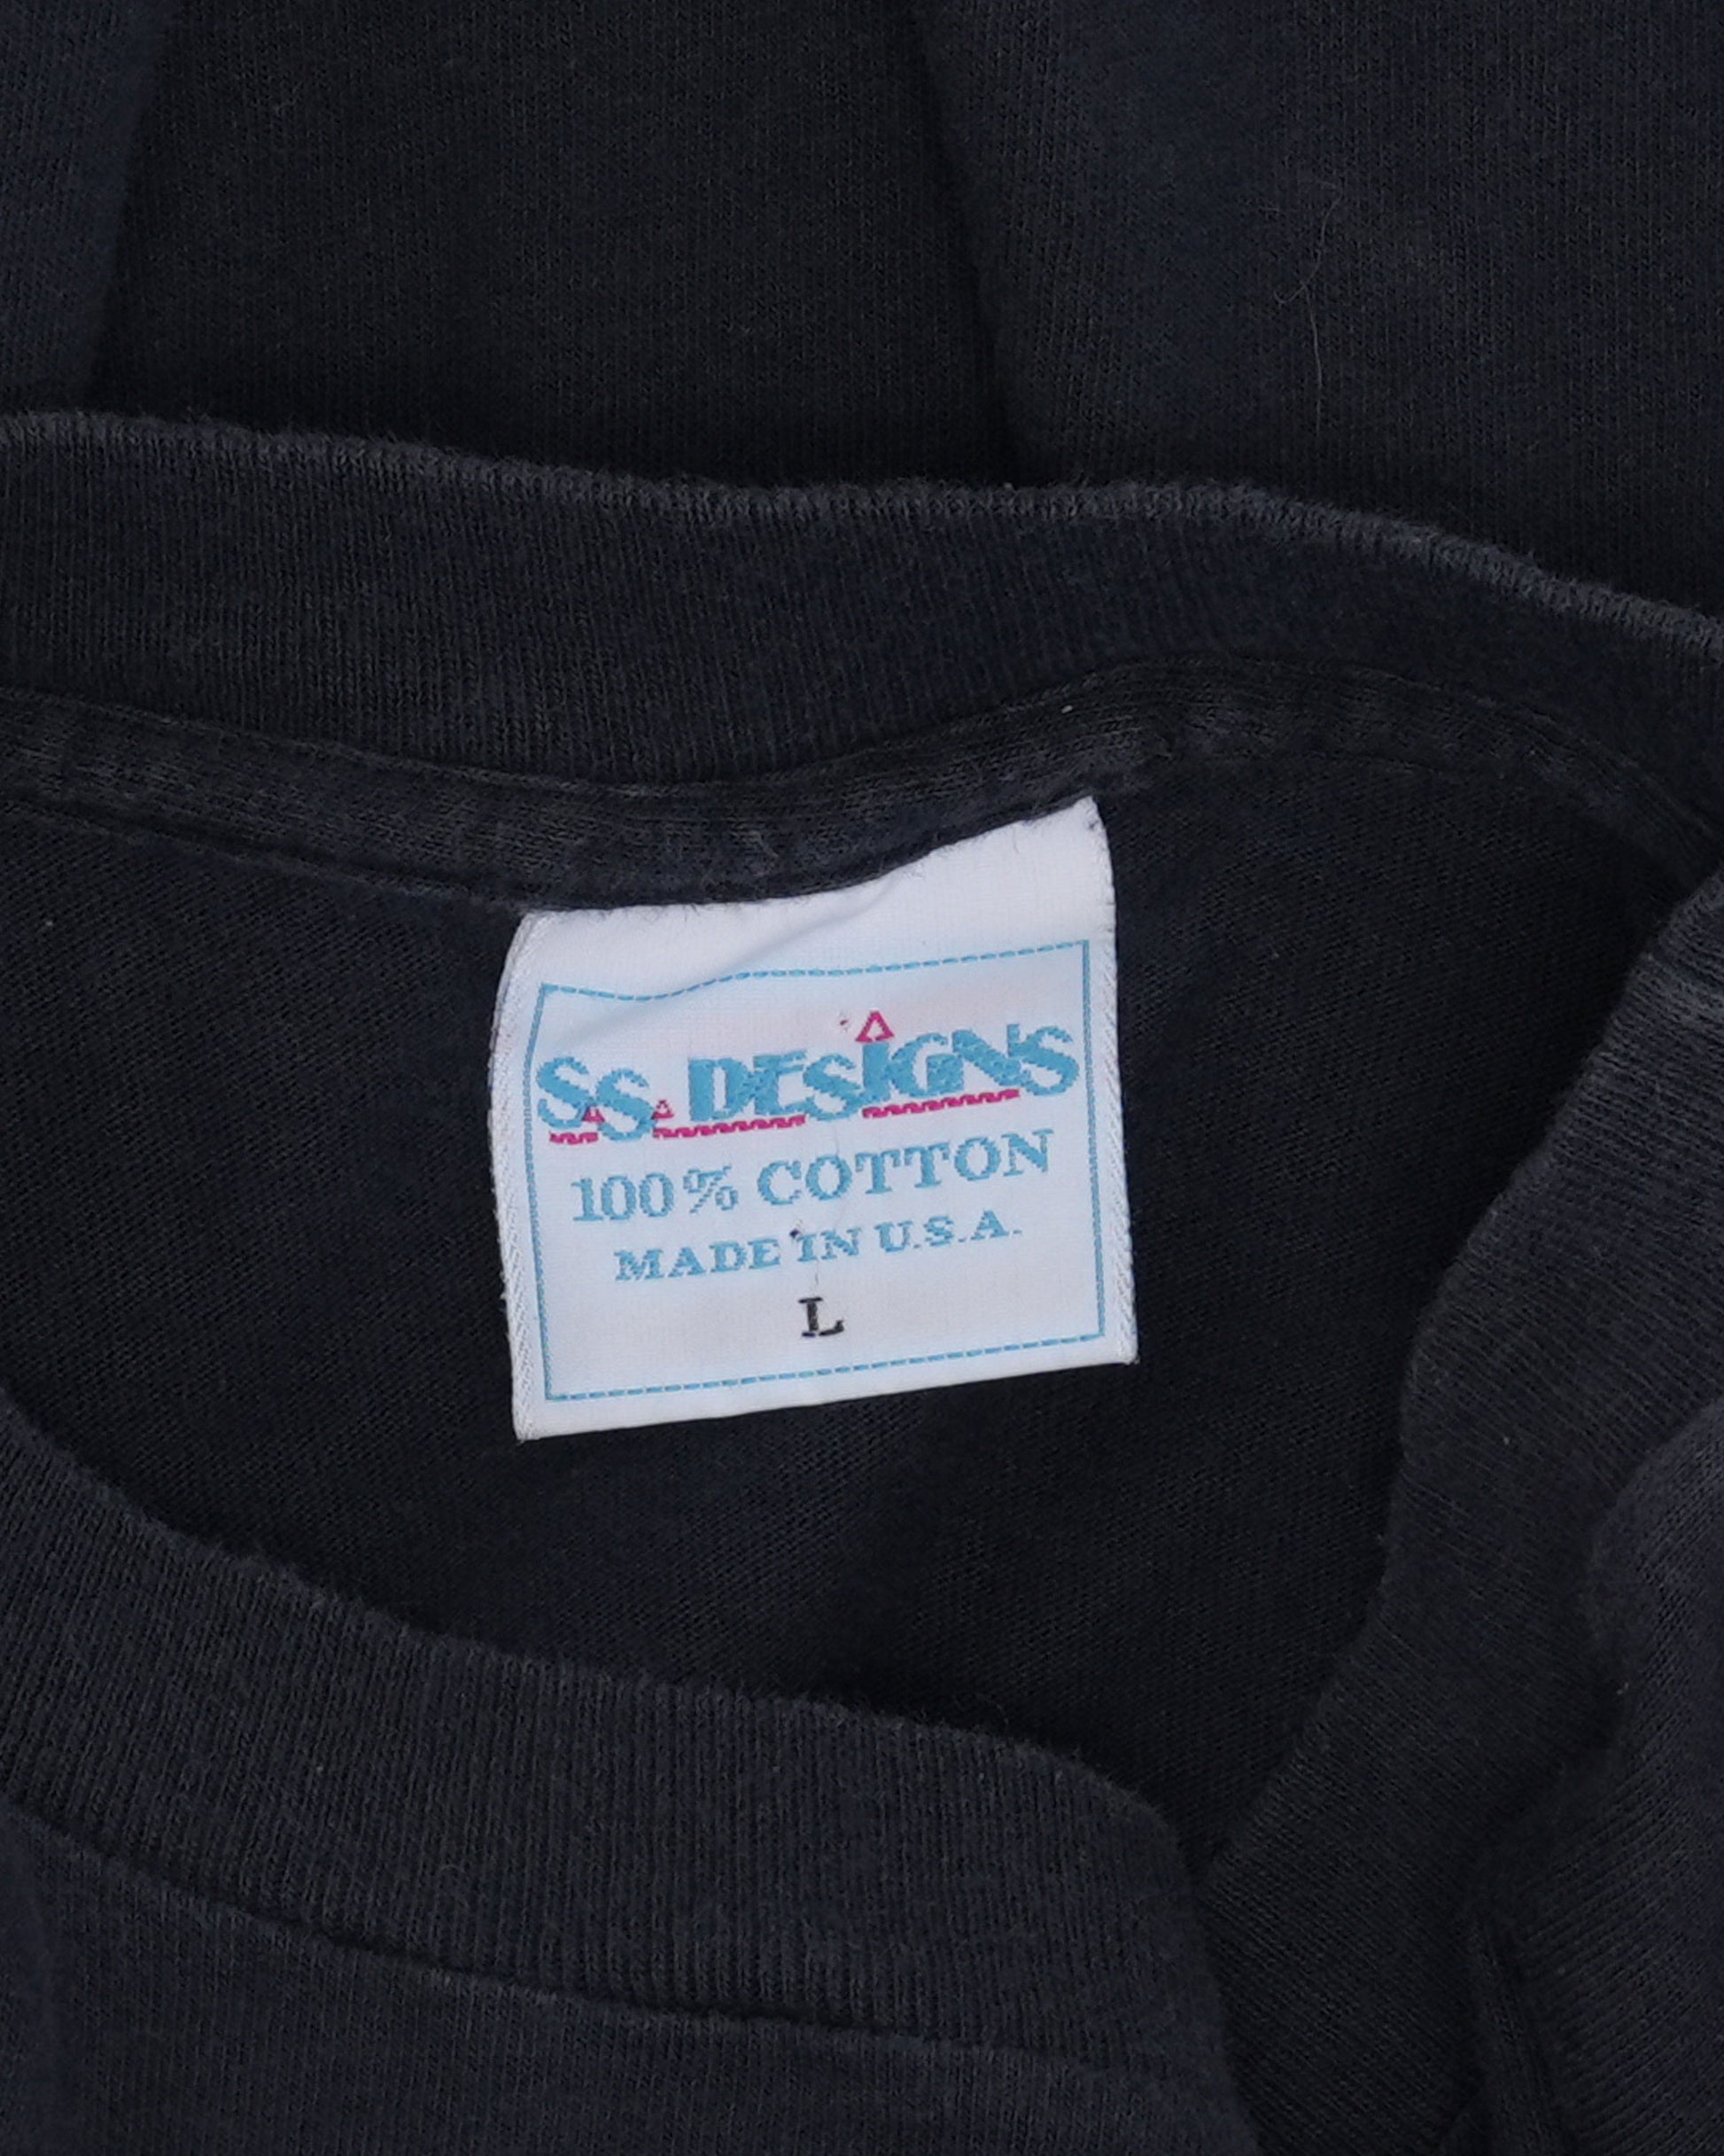 S.S. DESIGNS
100% COTTON
MADE IN U.S.A.
L